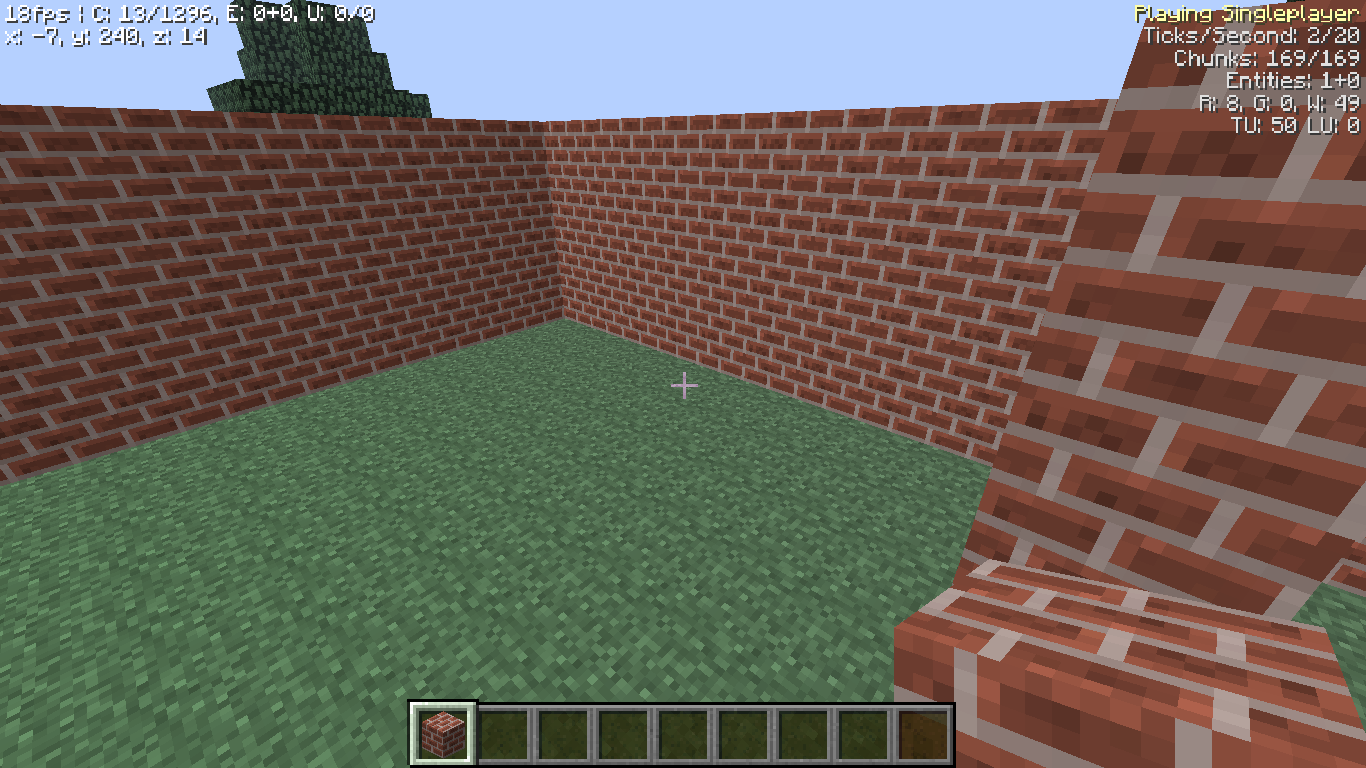 18fps | C: 13/1296, E: 0+0, U: 0/0
x: -7, y: 240, z: 14
Playing Singleplayer
Ticks/Second: 2/20
Chunks: 169/169
Entities: 1+0
R: 8, G: 0, W: 49
TU: 50 LU: 0